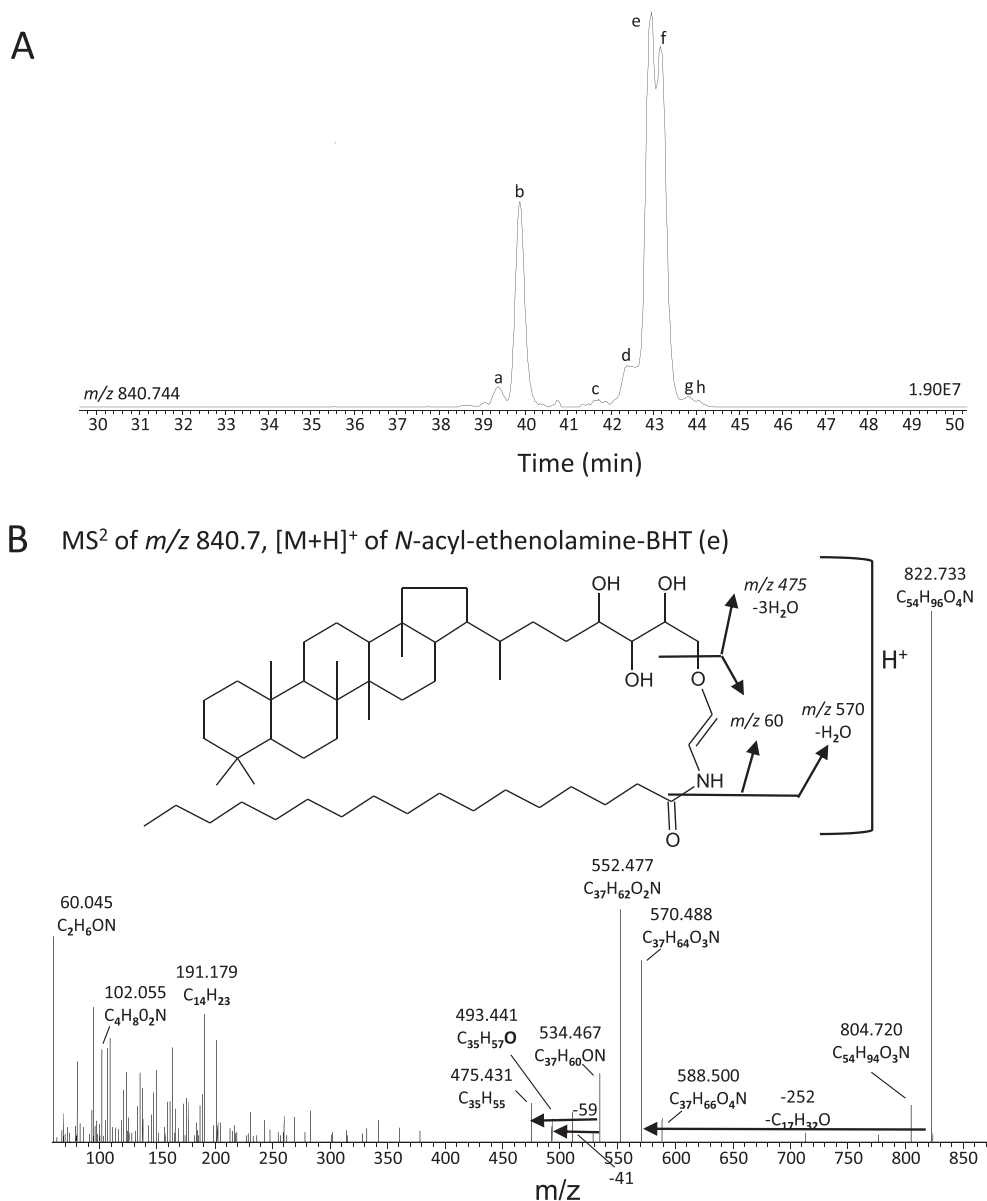 A
e
f
b
a
c
d
g h
m/z 840.744
1.90E7
30 31 32 33 34 35 36 37 38 39 40 41 42 43 44 45 46 47 48 49 50
Time (min)
B MS2 of m/z 840.7, [M+H]+ of N-acyl-ethenolamine-BHT (e)
822.733
C54H96O4N
OH
OH
m/z 475
-3H2O
H+
OH
O
m/z 60
m/z 570
-H2O
NH
O
552.477
C37H62O2N
60.045
C2H6ON
570.488
C37H64O3N
191.179
C14H23
102.055
C4H802N
493.441
C35H57O
534.467
C37H60ON
804.720
C54H94O3N
475.431
C35H55
588.500
C37H66O4N
-252
-C17H32O
-59
-41
100 150 200 250 300 350 400 450 500 550 600 650 700 750 800 850
m/z